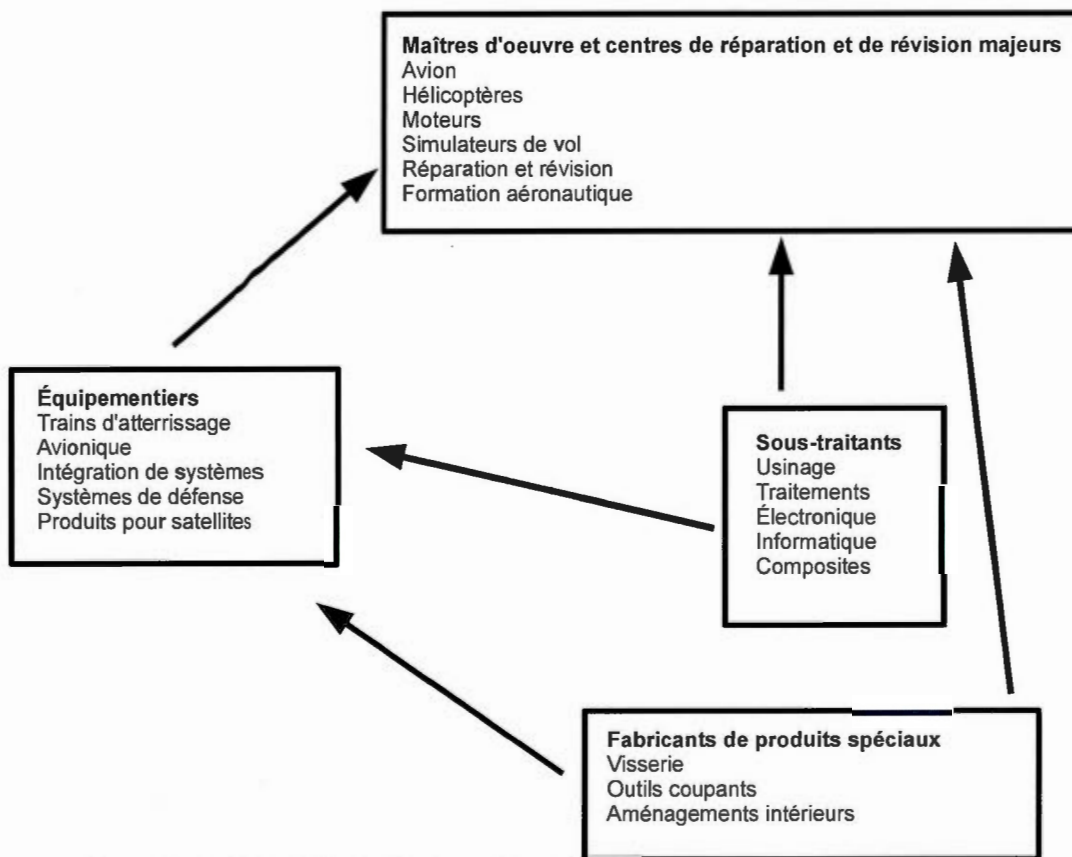 Maîtres d'oeuvre et centres de réparation et de révision majeurs
Avion
Hélicoptères
Moteurs
Simulateurs de vol
Réparation et révision
Formation aéronautique
Équipementiers
Trains d'atterrissage
Avionique
Intégration de systèmes
Systèmes de défense
Produits pour satellites
Sous-traitants
Usinage
Traitements
Électronique
Informatique
Composites
Fabricants de produits spéciaux
Visserie
Outils coupants
Aménagements intérieurs